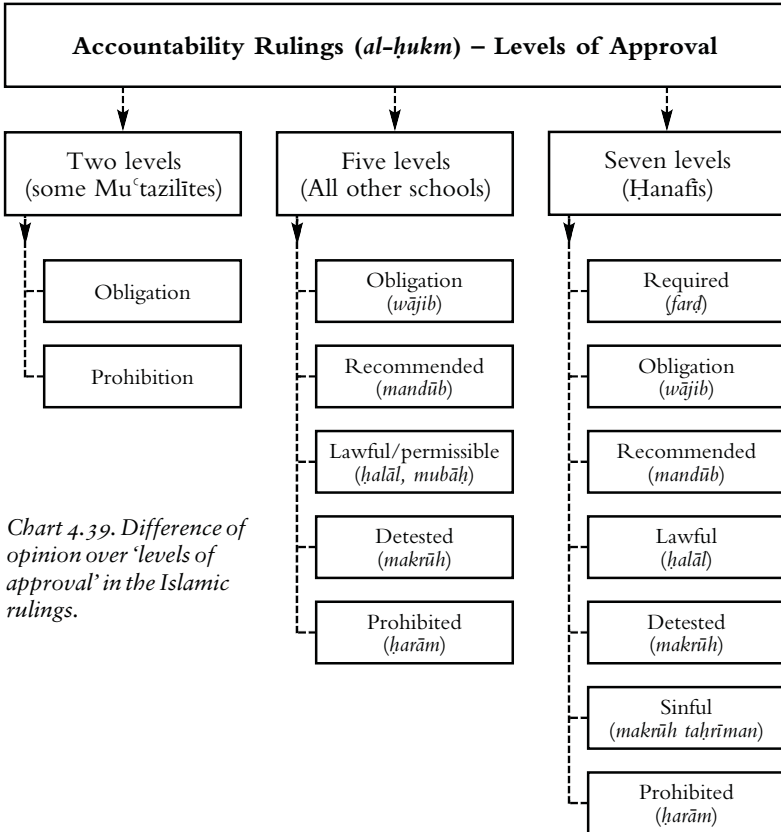 Accountability Rulings (al-ḥukm) – Levels of Approval
Two levels
(some Muʿtazilītes)
Obligation
Prohibition
Five levels
(All other schools)
Obligation
(wājib)
Recommended
(mandūb)
Lawful/permissible
(ḥalāl, mubāḥ)
Detested
(makrūh)
Prohibited
(ḥarām)
Seven levels
(Ḥanafīs)
Required
(farḍ)
Obligation
(wājib)
Recommended
(mandūb)
Lawful
(ḥalāl)
Detested
(makrūh)
Sinful
(makrūh taḥrīman)
Prohibited
(ḥarām)
Chart 4.39. Difference of
opinion over ‘levels of
approval’ in the Islamic
rulings.